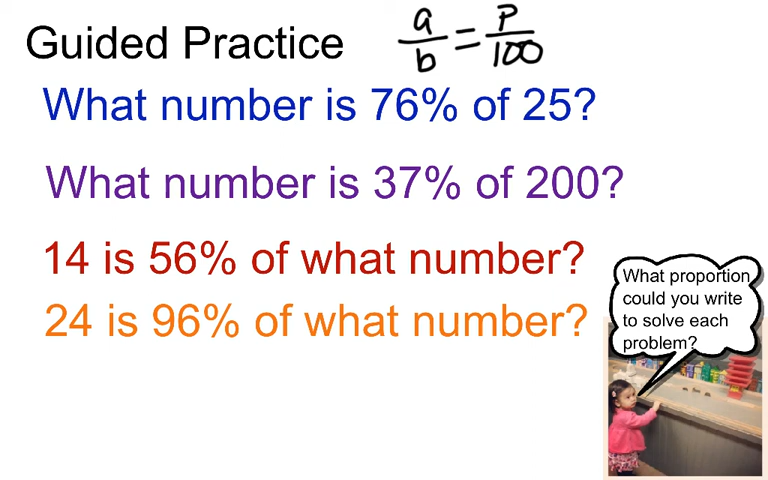 Guided Practice a/b = P/100
What number is 76% of 25?
What number is 37% of 200?
14 is 56% of what number?
24 is 96% of what number?
What proportion
could you write
to solve each
problem?